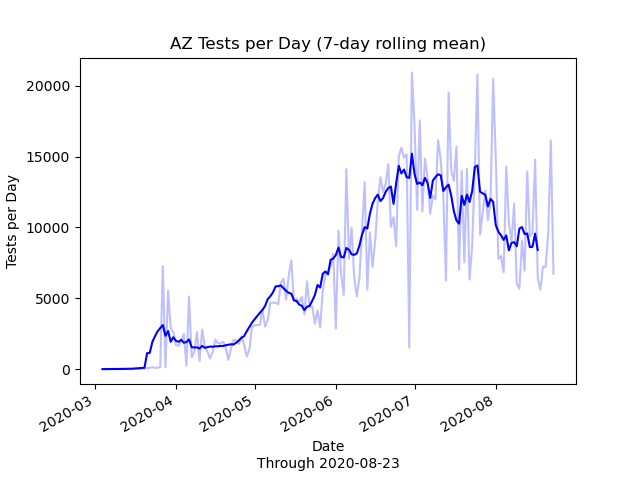 AZ Tests per Day (7-day rolling mean)
Tests per Day
20000
15000
10000
5000
0
2020-03
2020-04
2020-05
2020-06
2020-07
2020-08
Date
Through 2020-08-23